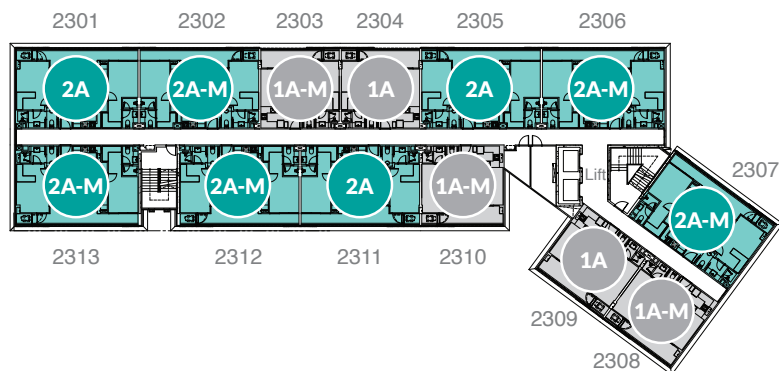 2301 2302 2303 2304 2305 2306
2A 2A-M 1A-M 1A 2A 2A-M
Lift
2307
2A-M 2A-M 2A 1A-M 2A-M
2313 2312 2311 2310
1A
1A-M
2309
2308